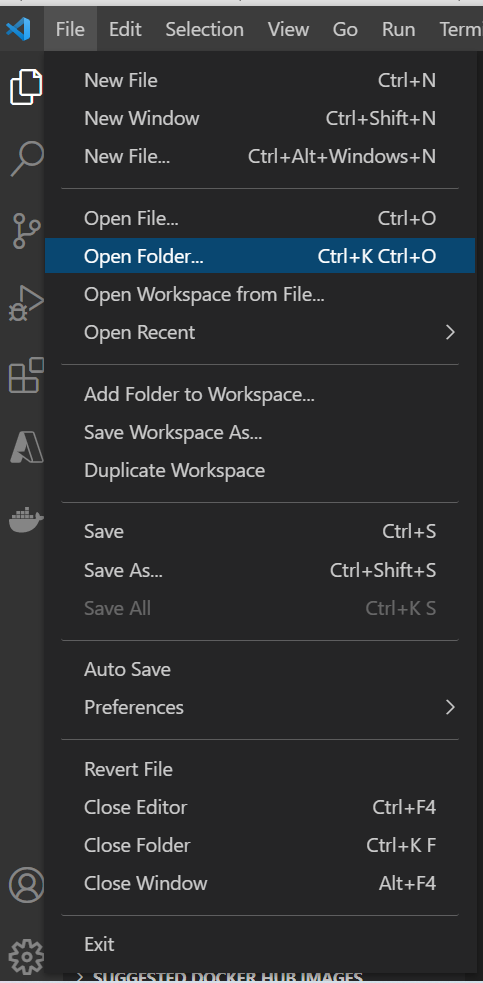 File Edit Selection View Go Run Term
New File Ctrl+N
New Window Ctrl+Shift+N
New File... Ctrl+Alt+Windows+N
Open File... Ctrl+O
Open Folder... Ctrl+K Ctrl+O
Open Workspace from File...
Open Recent
Add Folder to Workspace...
Save Workspace As...
Duplicate Workspace
Save Ctrl+S
Save As... Ctrl+Shift+S
Save All Ctrl+K S
Auto Save
Preferences
Revert File
Close Editor Ctrl+F4
Close Folder Ctrl+K F
Close Window Alt+F4
Exit
SUGGESTED DOCKER HUB IMAGES